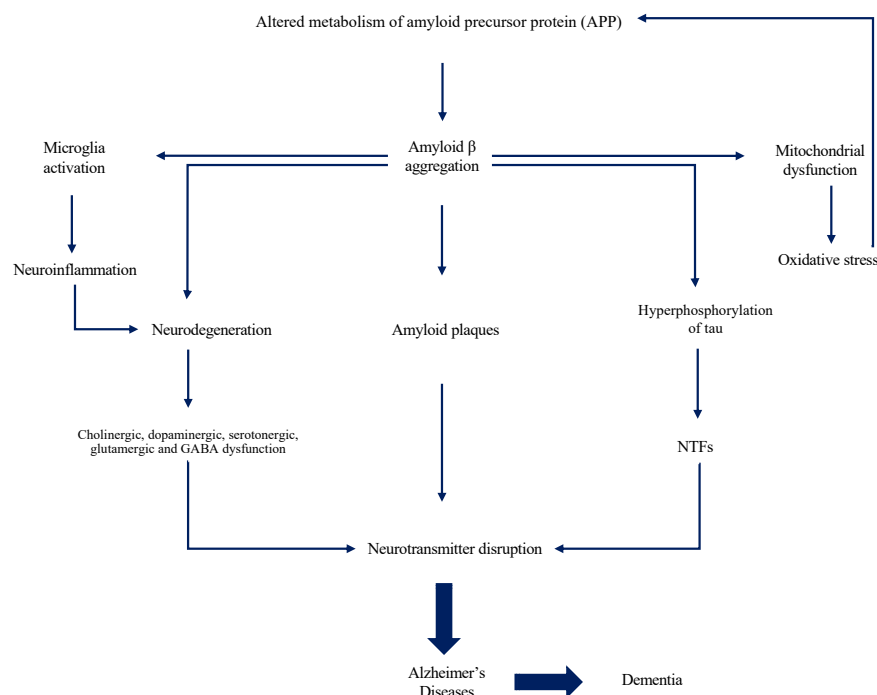 Altered metabolism of amyloid precursor protein (APP)
Microglia
activation
Amyloid β
aggregation
Mitochondrial
dysfunction
Neuroinflammation
Oxidative stress
Neurodegeneration
Amyloid plaques
Hyperphosphorylation
of tau
Cholinergic, dopaminergic, serotonergic,
glutamergic and GABA dysfunction
NTFs
Neurotransmitter disruption
Alzheimer's
Diseases
Dementia